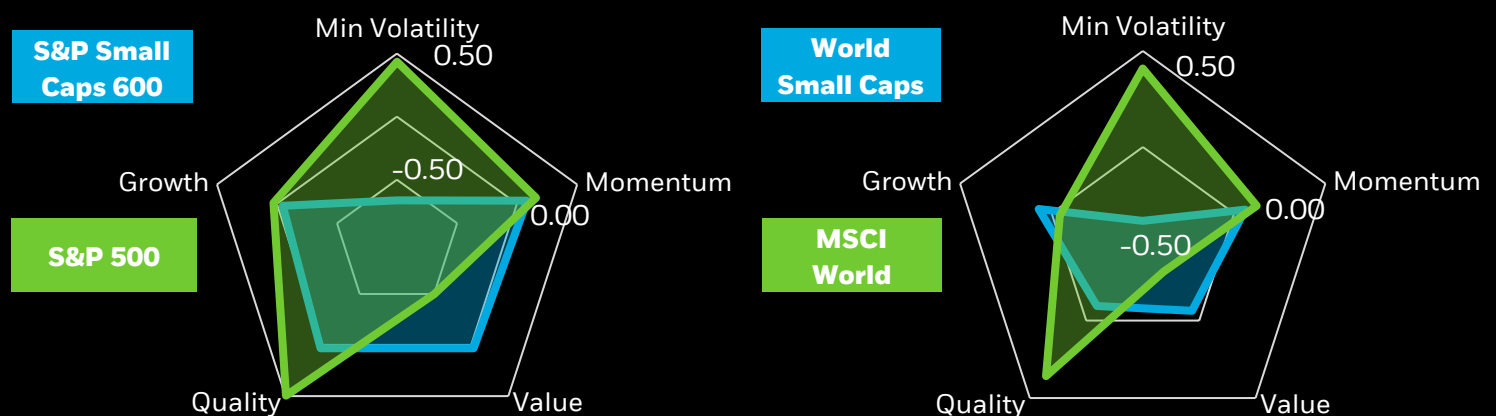 S&P Small
Caps 600
S&P 500
Min Volatility
0.50
-0.50
Growth
Momentum
0.00
Quality
Value
World
Small Caps
MSCI
World
Min Volatility
0.50
Growth
Momentum
0.00
-0.50
Quality
Value